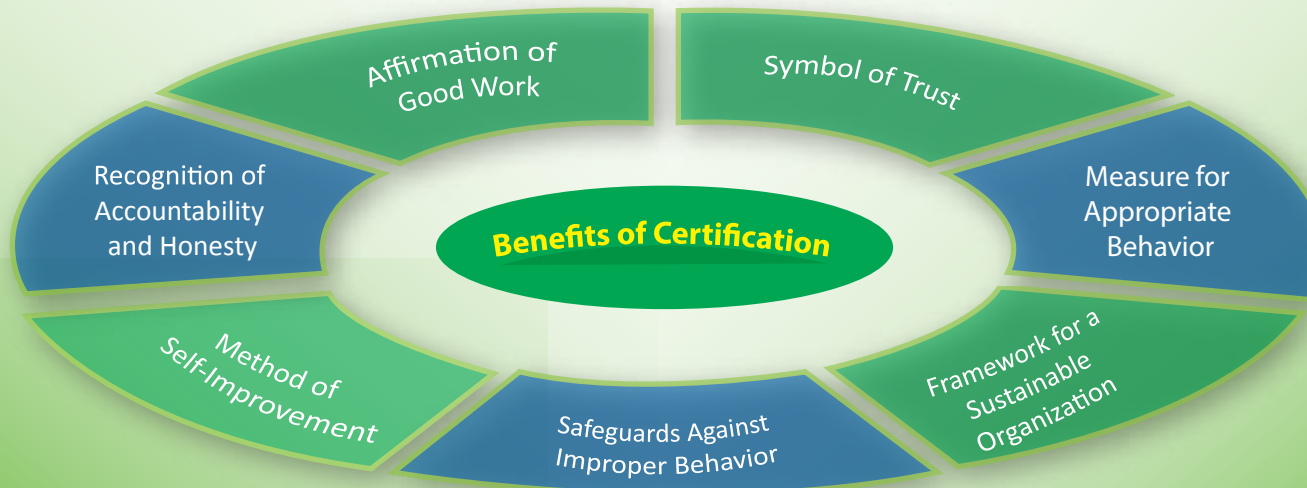 Affirmation of
Good Work
Symbol of Trust
Recognition of
Accountability
and Honesty
Measure for
Appropriate
Behavior
Benefits of Certification
Method of
Self-Improvement
Framework for a
Sustainable
Organization
Safeguards Against
Improper Behavior